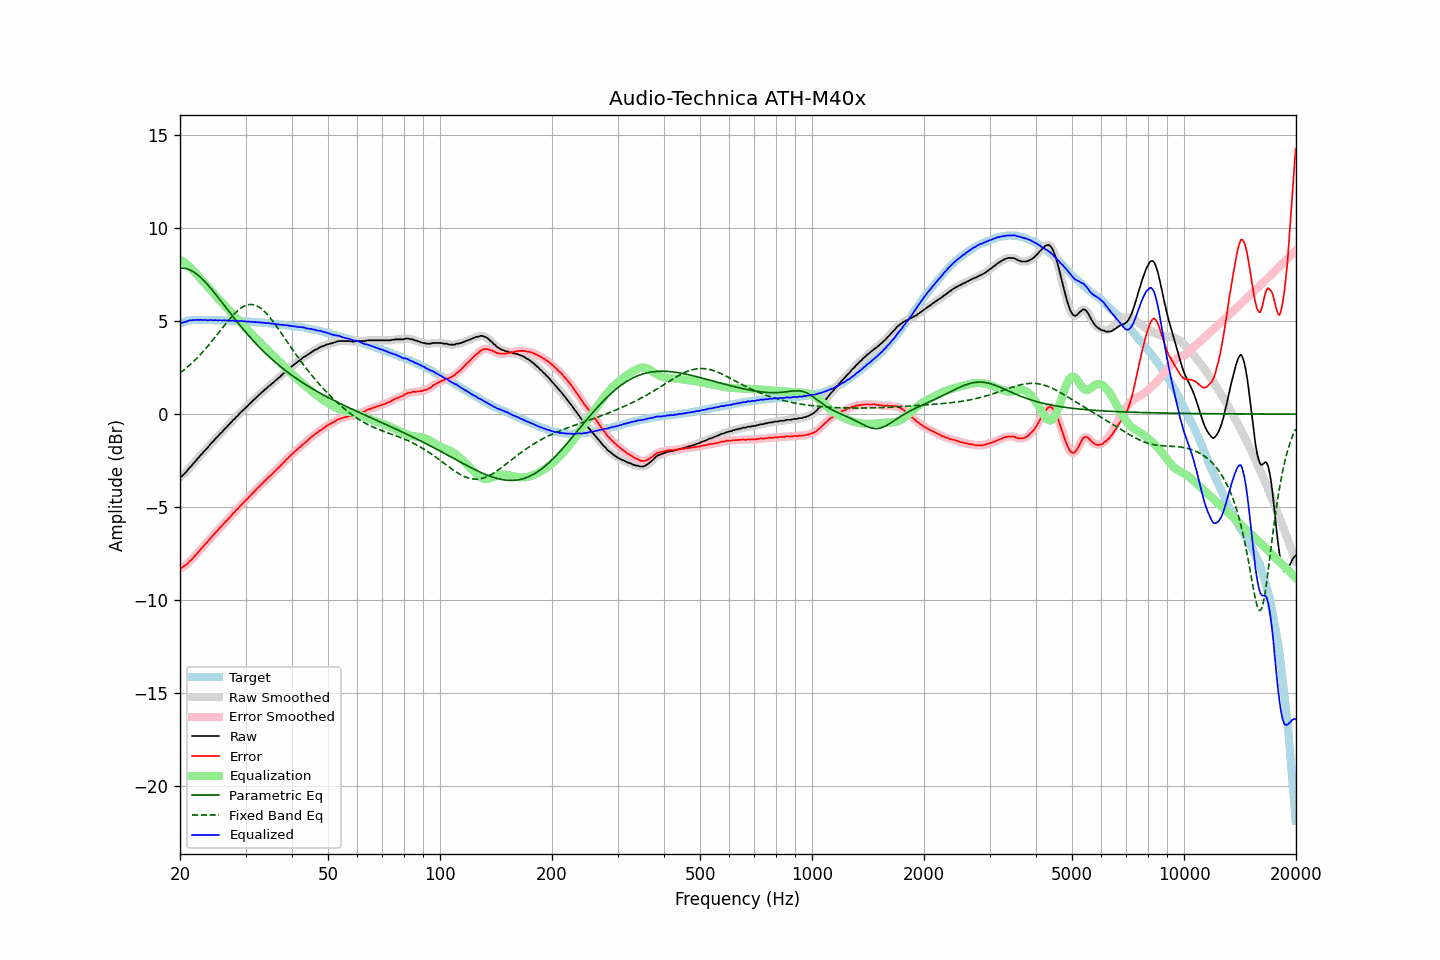 Audio-Technica ATH-M40x
15
10
5
0
−5
−10
−15
−20
Amplitude (dBr)
Target
Raw Smoothed
Error Smoothed
Raw
Error
Equalization
Parametric Eq
Fixed Band Eq
Equalized
20 50 100 200 500 1000 2000 5000 10000 20000
Frequency (Hz)